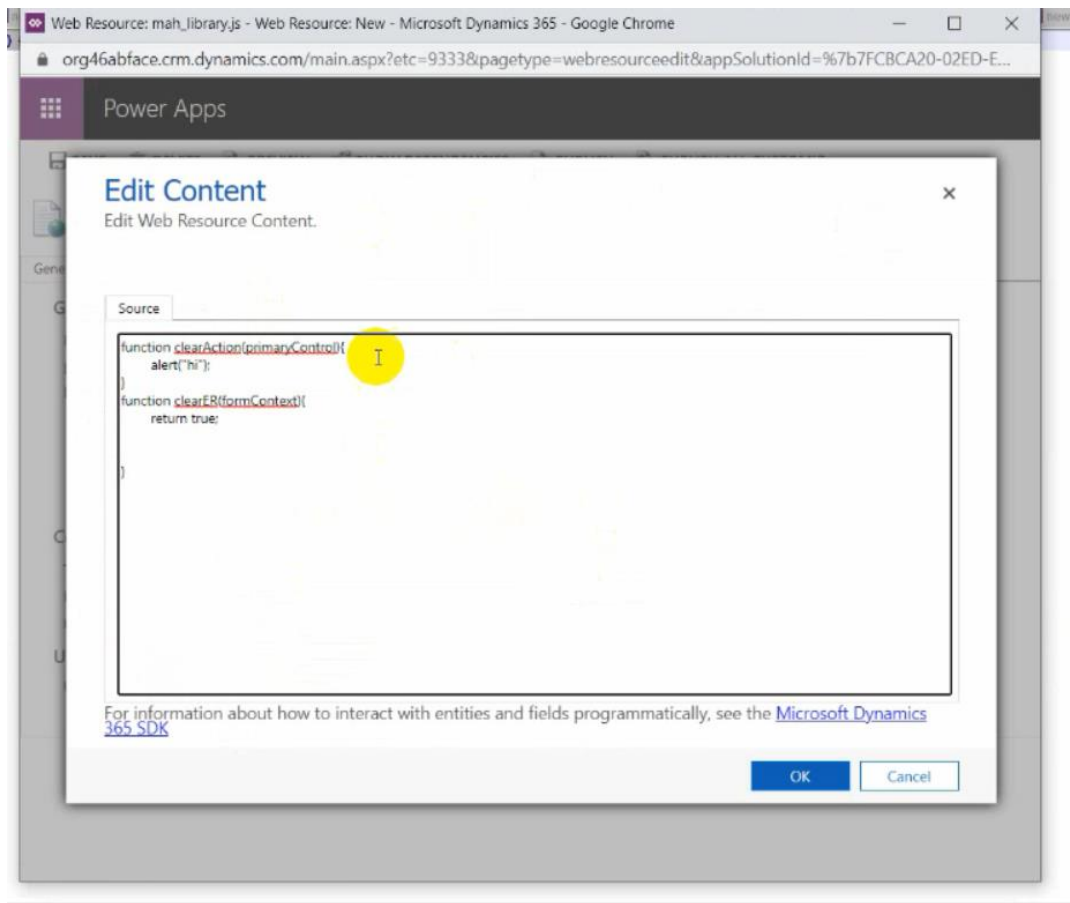 Web Resource: mah_library.js - Web Resource: New - Microsoft Dynamics 365 - Google Chrome
org46abface.crm.dynamics.com/main.aspx?etc=9333&pagetype=webresourceedit&appSolutionId=%7b7FCBCA20-02ED-E...
Power Apps
Edit Content
Edit Web Resource Content.
Gene
G
Source
function clearAction(primaryControl){
alert("hi");
}
function clearER(formContext){
return true;
}
C
U
For information about how to interact with entities and fields programmatically, see the Microsoft Dynamics
365 SDK
OK Cancel